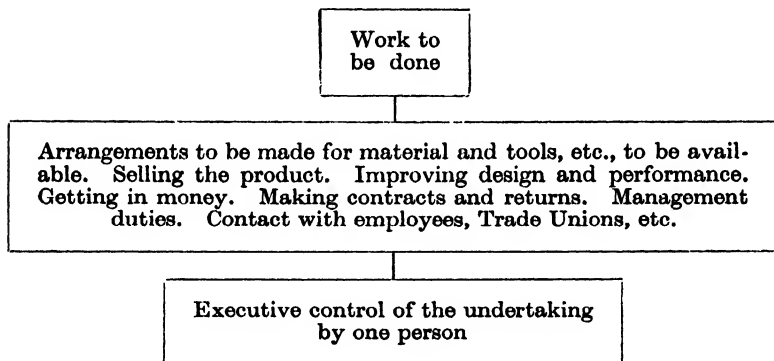 Work to
be done
Arrangements to be made for material and tools, etc., to be avail-
able. Selling the product. Improving design and performance.
Getting in money. Making contracts and returns. Management
duties. Contact with employees, Trade Unions, etc.
Executive control of the undertaking
by one person